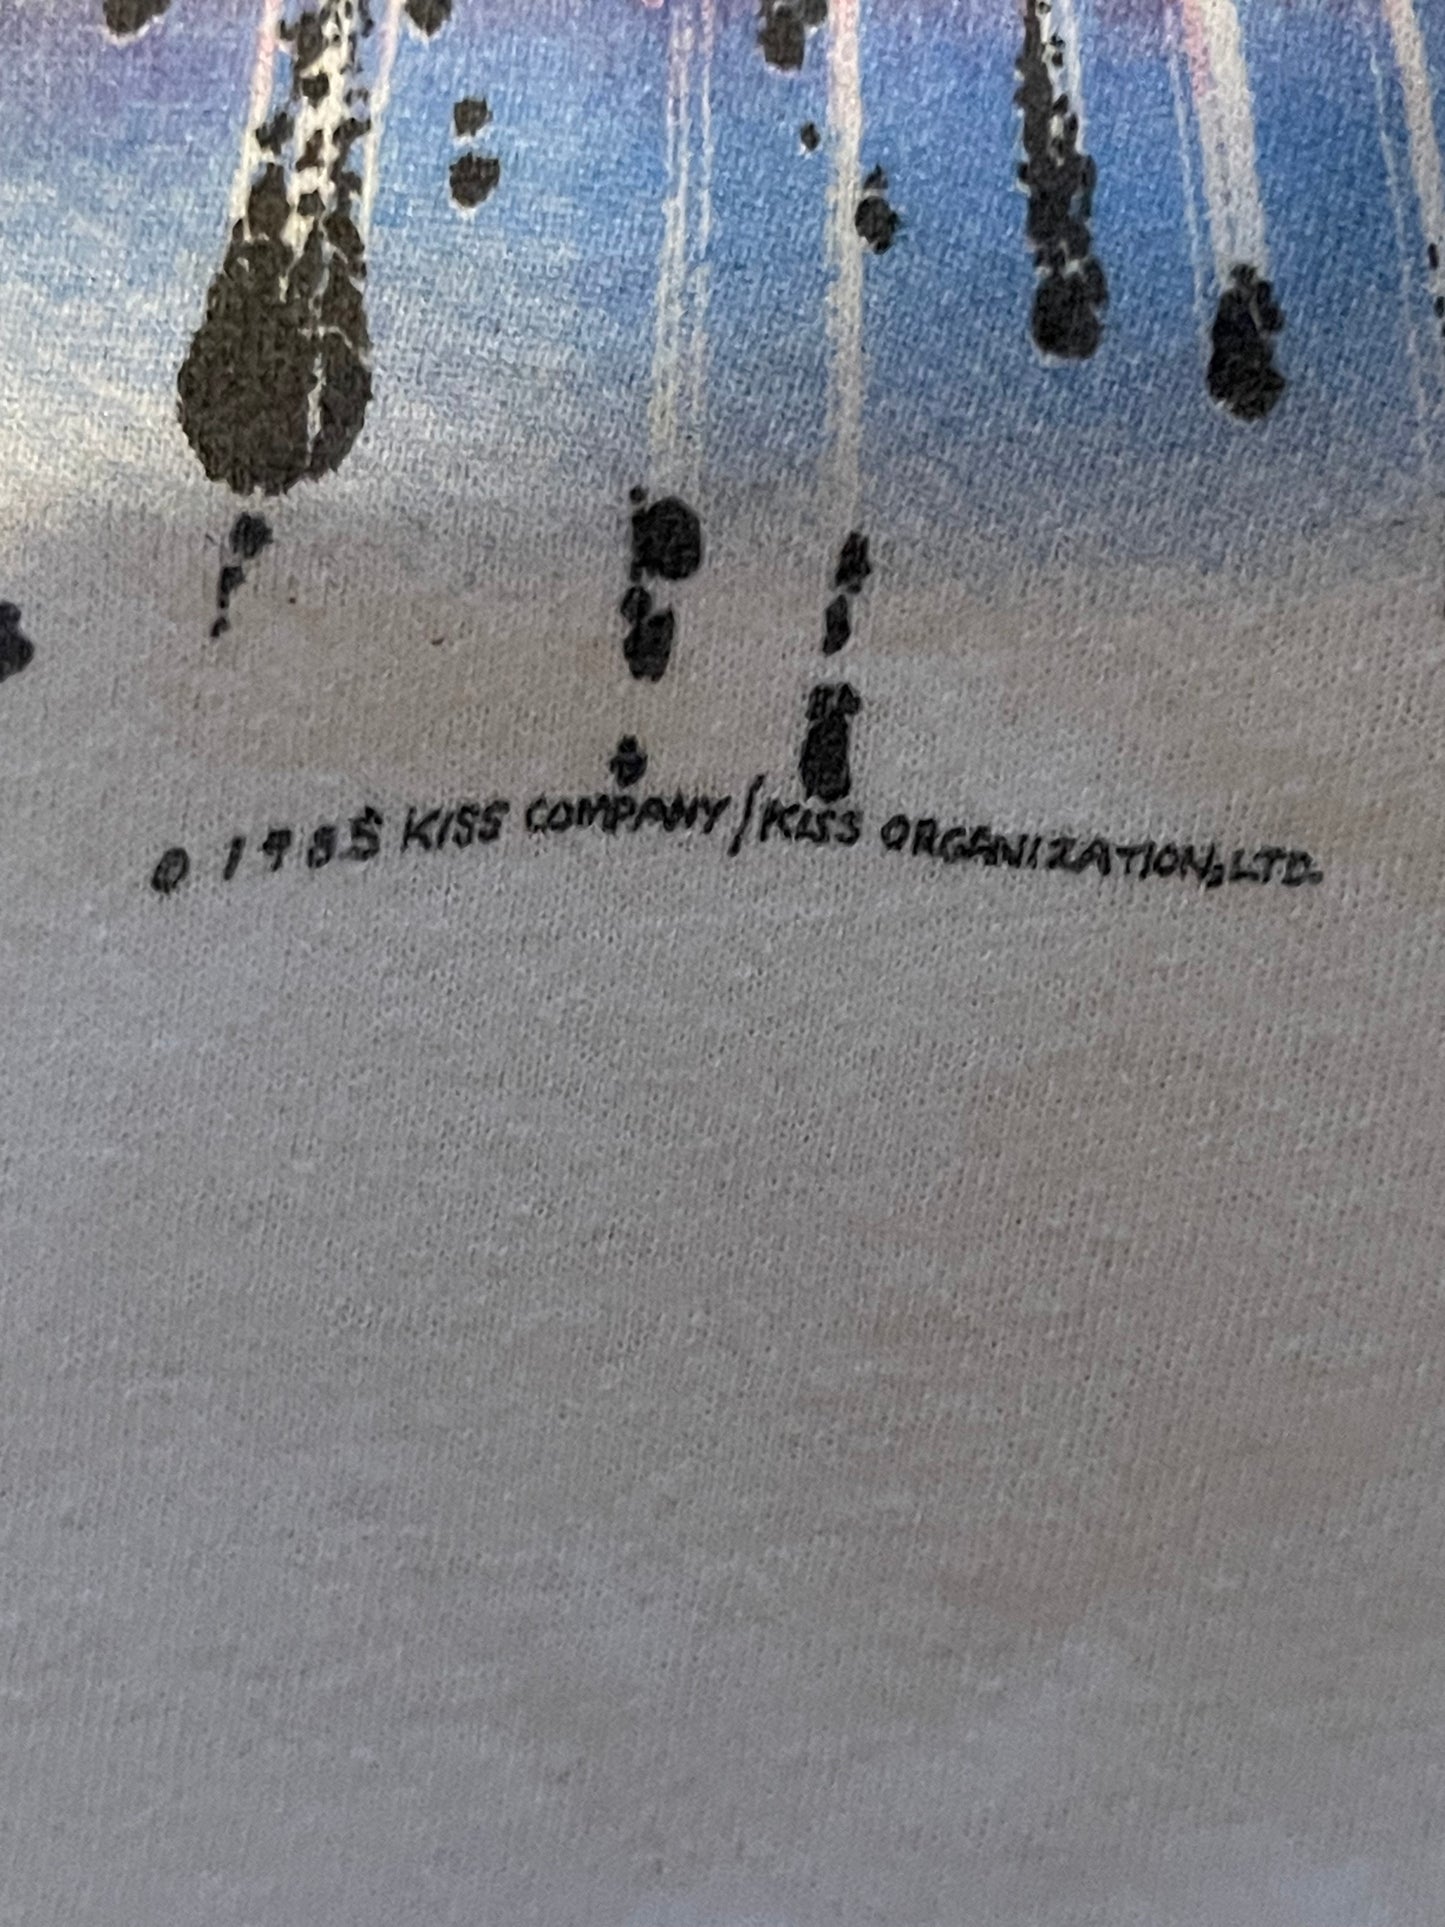 © 1985 KISS COMPANY/KISS ORGANIZATION, LTD.